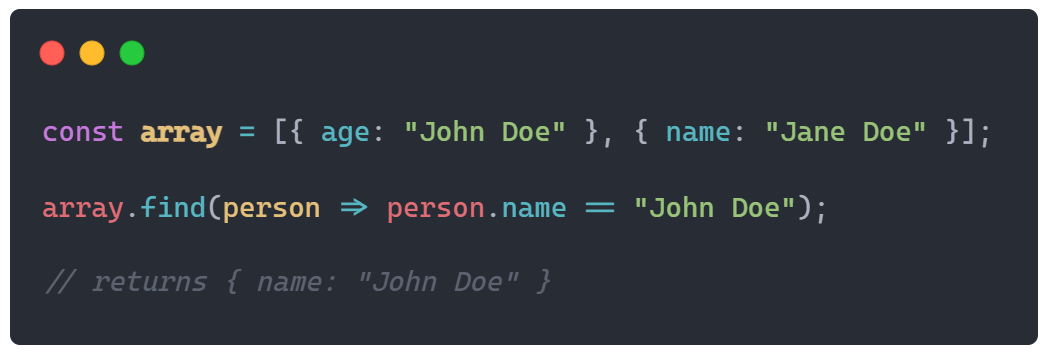 const array = [{ age: "John Doe" }, { name: "Jane Doe" }];
array.find(person => person.name == "John Doe");
// returns { name: "John Doe" }